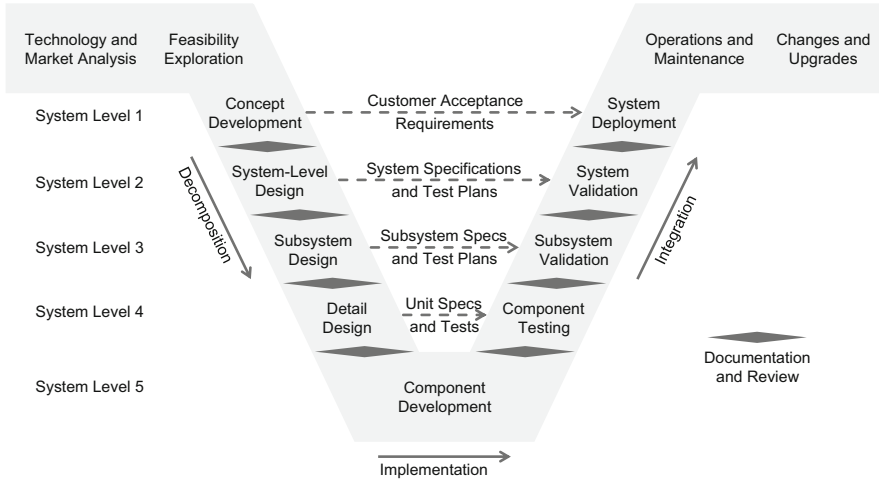 Technology and
Market Analysis
Feasibility
Exploration
Operations and
Maintenance
Changes and
Upgrades
System Level 1
Concept
Development
Customer Acceptance
Requirements
System
Deployment
System Level 2
System-Level
Design
System Specifications
and Test Plans
System
Validation
Decomposition
Integration
System Level 3
Subsystem
Design
Subsystem Specs
and Test Plans
Subsystem
Validation
System Level 4
Detail
Design
Unit Specs
and Tests
Component
Testing
Documentation
and Review
System Level 5
Component
Development
Implementation